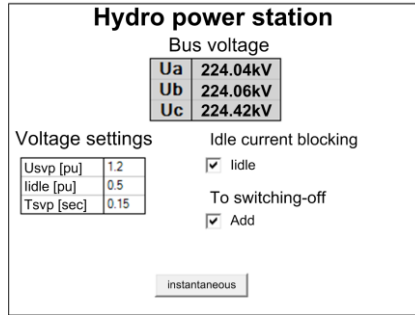 Hydro power station
Bus voltage
Ua 224.04kV
Ub 224.06kV
Uc 224.42kV
Voltage settings
Usvp [pu] 1.2
Iidle [pu] 0.5
Tsvp [sec] 0.15
Idle current blocking
Iidle
To switching-off
Add
instantaneous